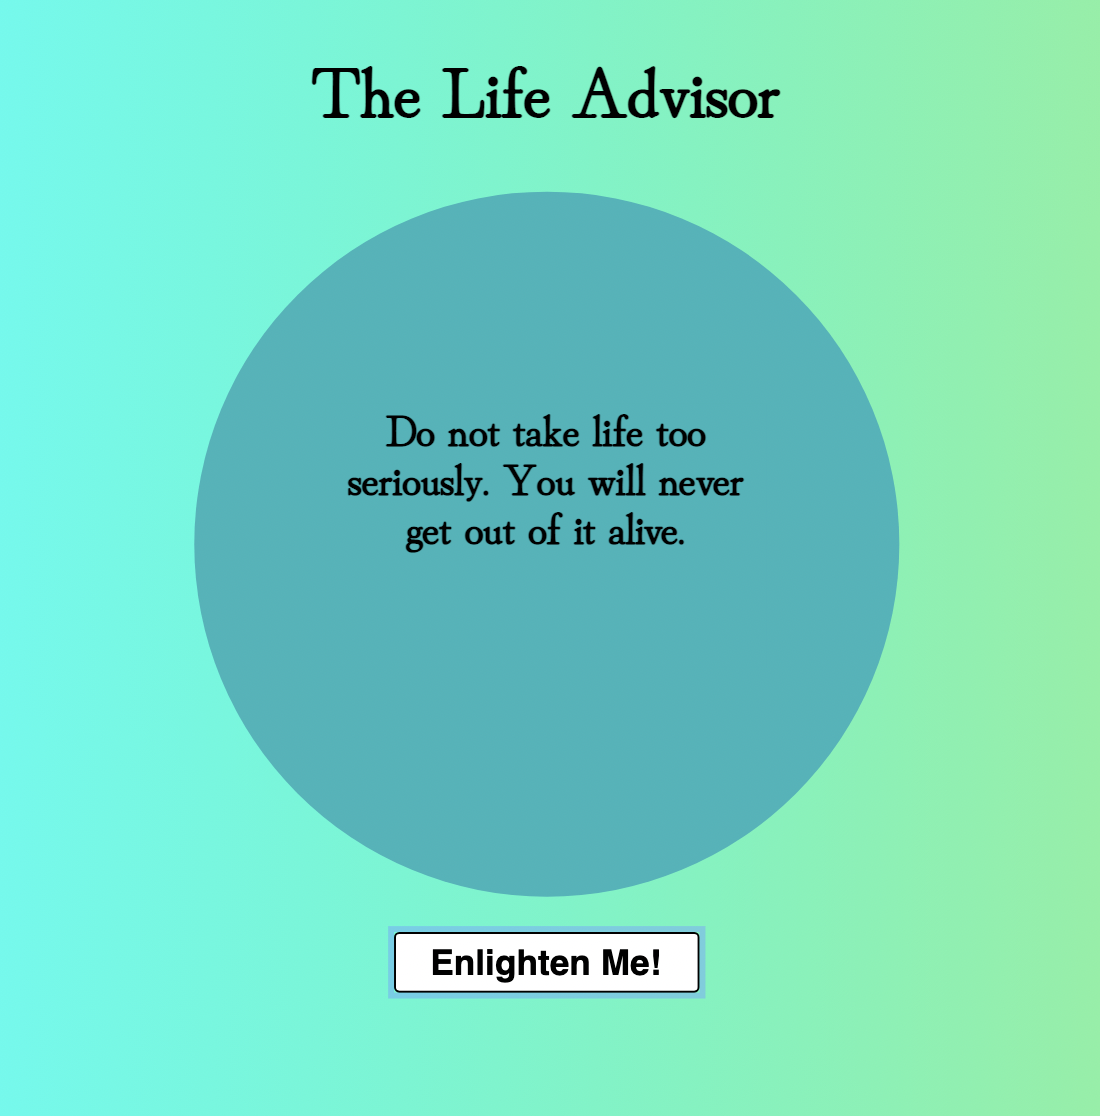 The Life Advisor
Do not take life too
seriously. You will never
get out of it alive.
Enlighten Me!